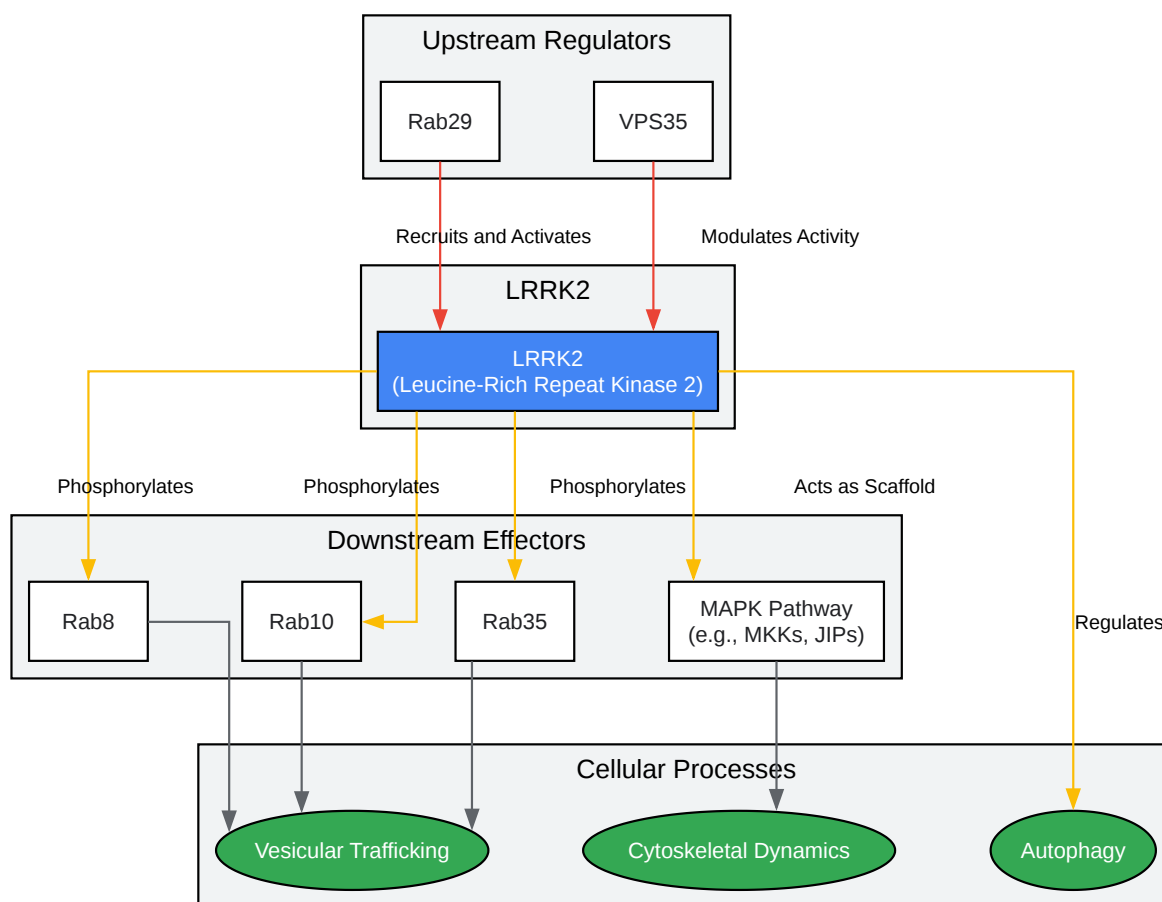 Upstream Regulators
Rab29
VPS35
Recruits and Activates
Modulates Activity
LRRK2
LRRK2
(Leucine-Rich Repeat Kinase 2)
Phosphorylates
Phosphorylates
Phosphorylates
Acts as Scaffold
Downstream Effectors
Rab8
Rab10
Rab35
MAPK Pathway
(e.g., MKKs, JIPs)
Regulates
Cellular Processes
Vesicular Trafficking
Cytoskeletal Dynamics
Autophagy